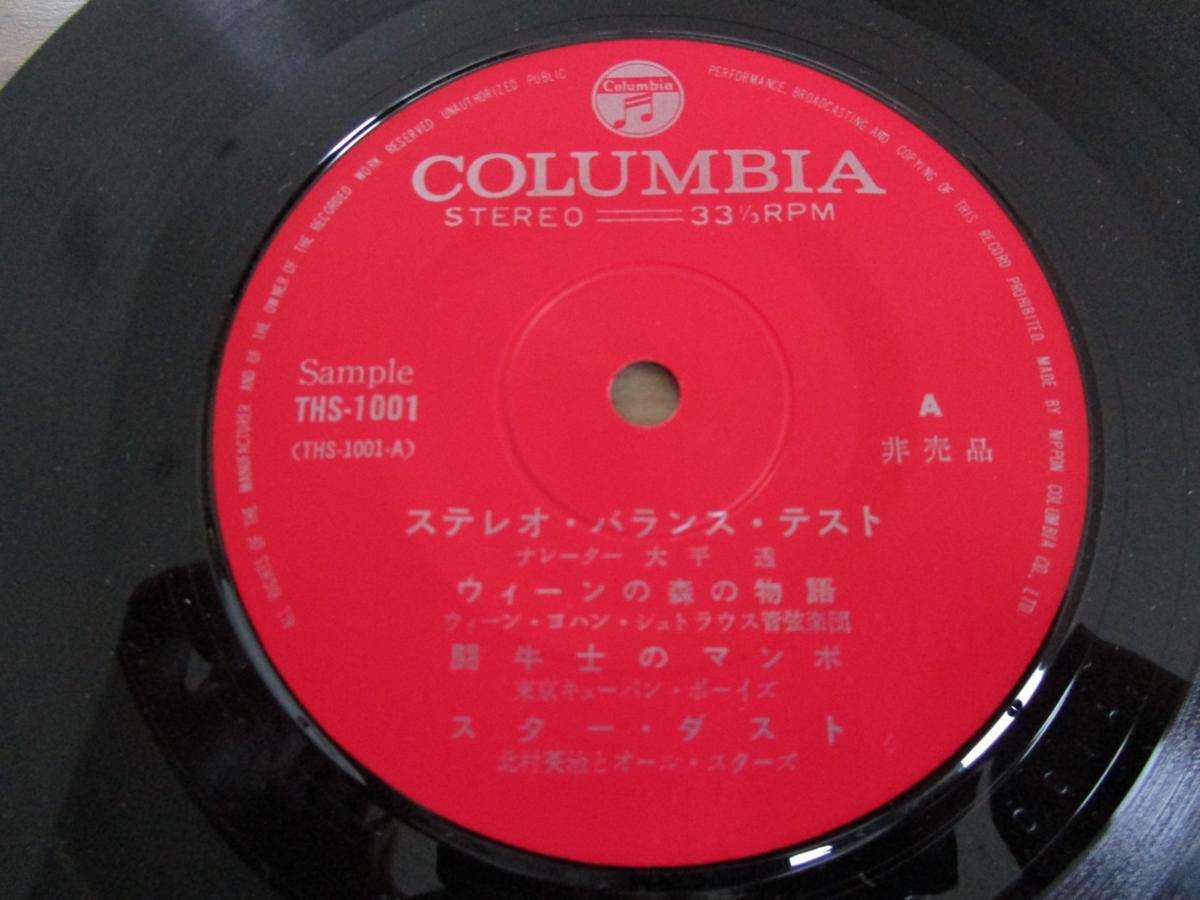 Columbia
COLUMBIA
STEREO 33⅓RPM
Sample
THS-1001
(THS-1001-A)
A
非売品
ステレオ・バランス・テスト
ナレーター 大平 透
ウィーンの森の物語
ウィーン・ヨハン・シュトラウス管弦楽団
闘牛士のマンボ
東京キューバン・ボーイズ
スター・ダスト
北村英治とオール・スターズ
ALL RIGHTS OF THE MANUFACTURER AND OF THE OWNER OF THE RECORDED WORK RESERVED UNAUTHORIZED PUBLIC PERFORMANCE, BROADCASTING AND COPYING OF THIS RECORD PROHIBITED. MADE BY NIPPON COLUMBIA CO., LTD.